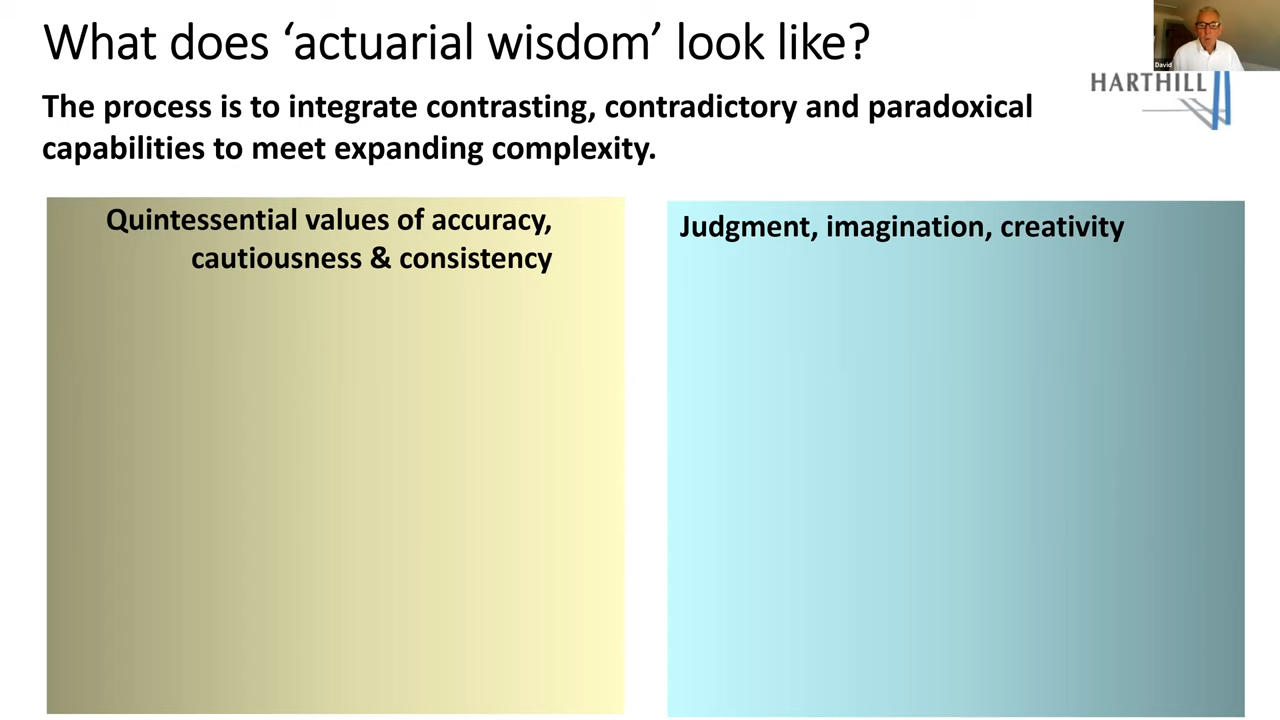 What does ‘actuarial wisdom’ look like?
David
HARTHILL
The process is to integrate contrasting, contradictory and paradoxical
capabilities to meet expanding complexity.
Quintessential values of accuracy,
cautiousness & consistency
Judgment, imagination, creativity